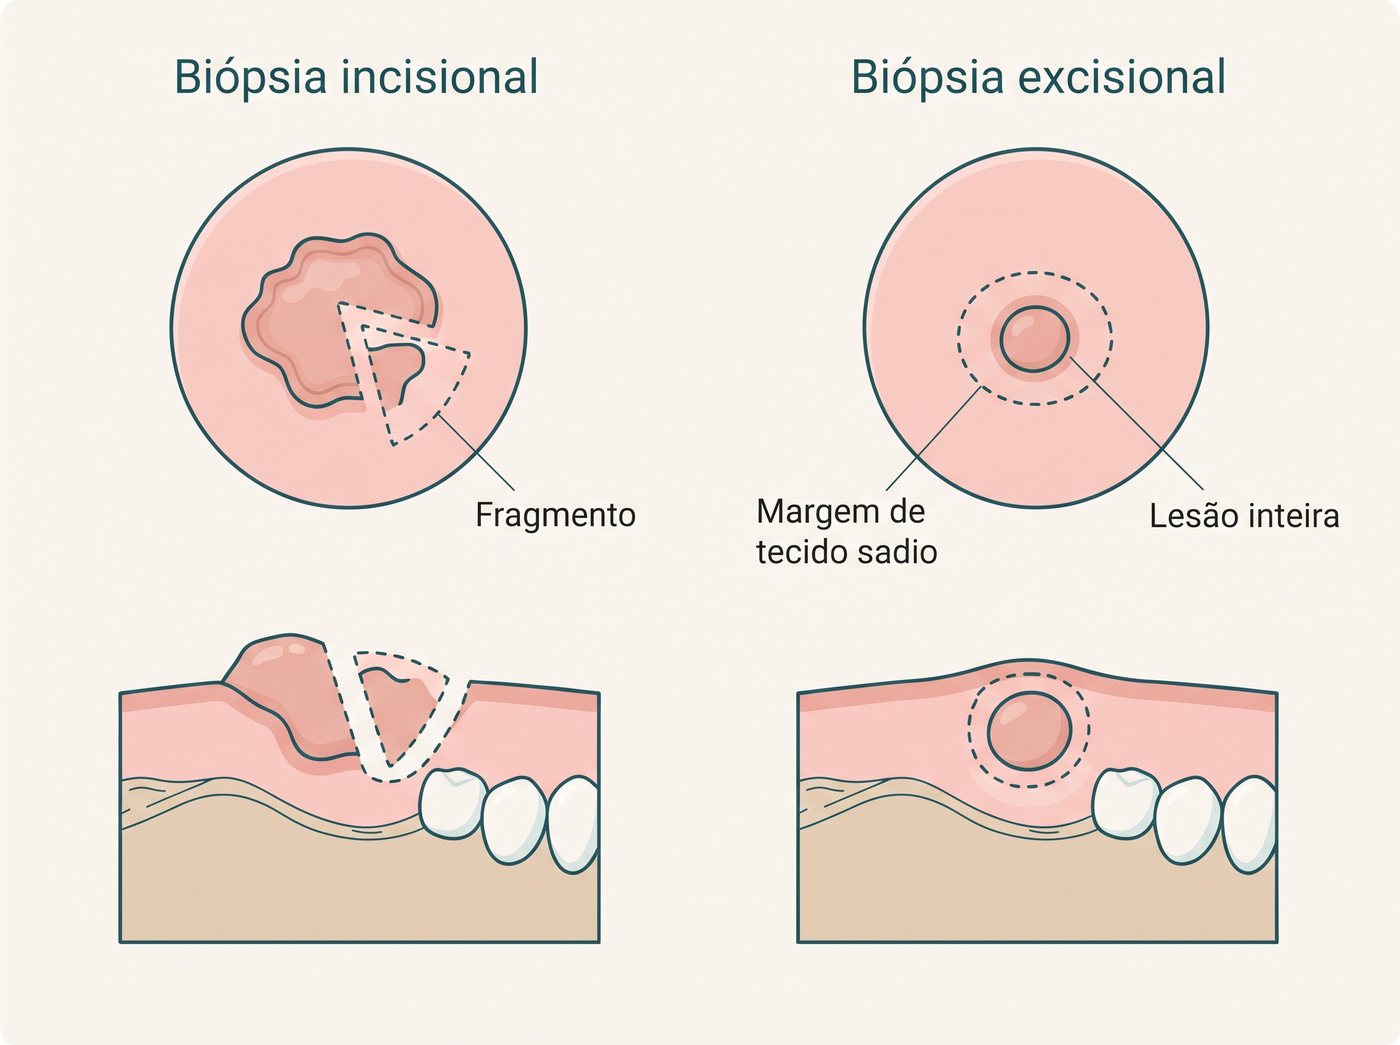 Biópsia incisional
Biópsia excisional
Fragmento
Margem de
tecido sadio
Lesão inteira